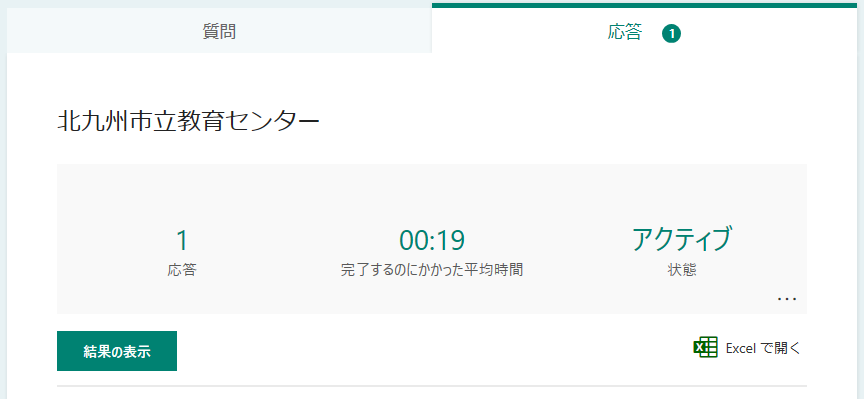 質問
応答 1
北九州市立教育センター
1
応答
00:19
完了するのにかかった平均時間
アクティブ
状態
...
結果の表示
Excel で開く